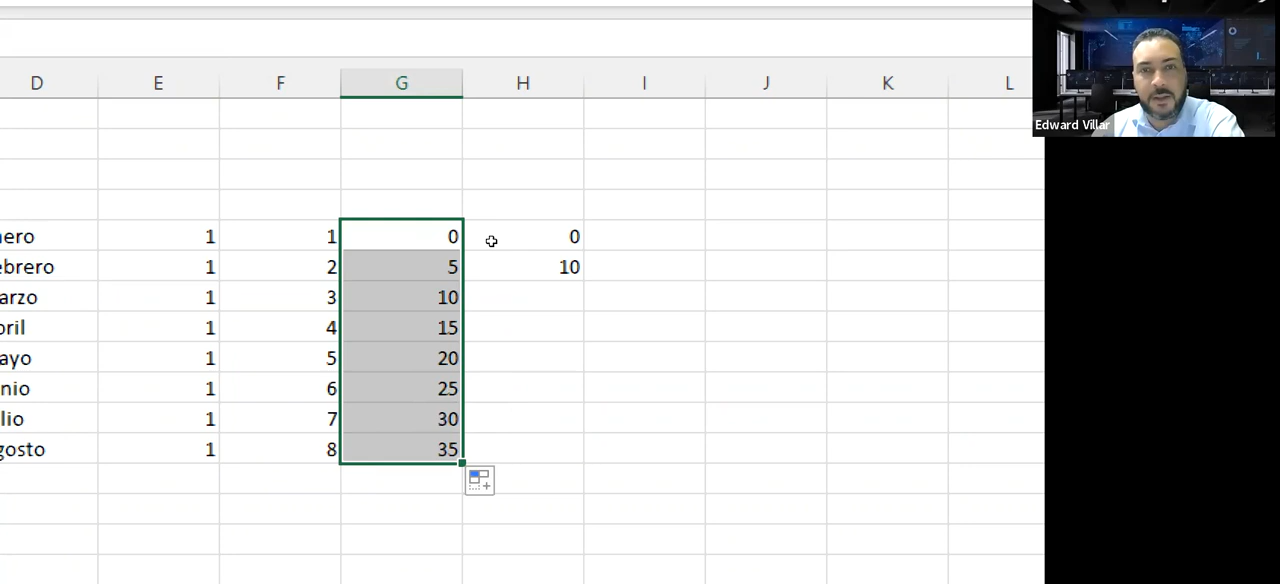 D E F G H I J K L
Edward Villar
nero 1 1 0 0
ebrero 1 2 5 10
arzo 1 3 10
oril 1 4 15
ayo 1 5 20
nio 1 6 25
lio 1 7 30
gosto 1 8 35